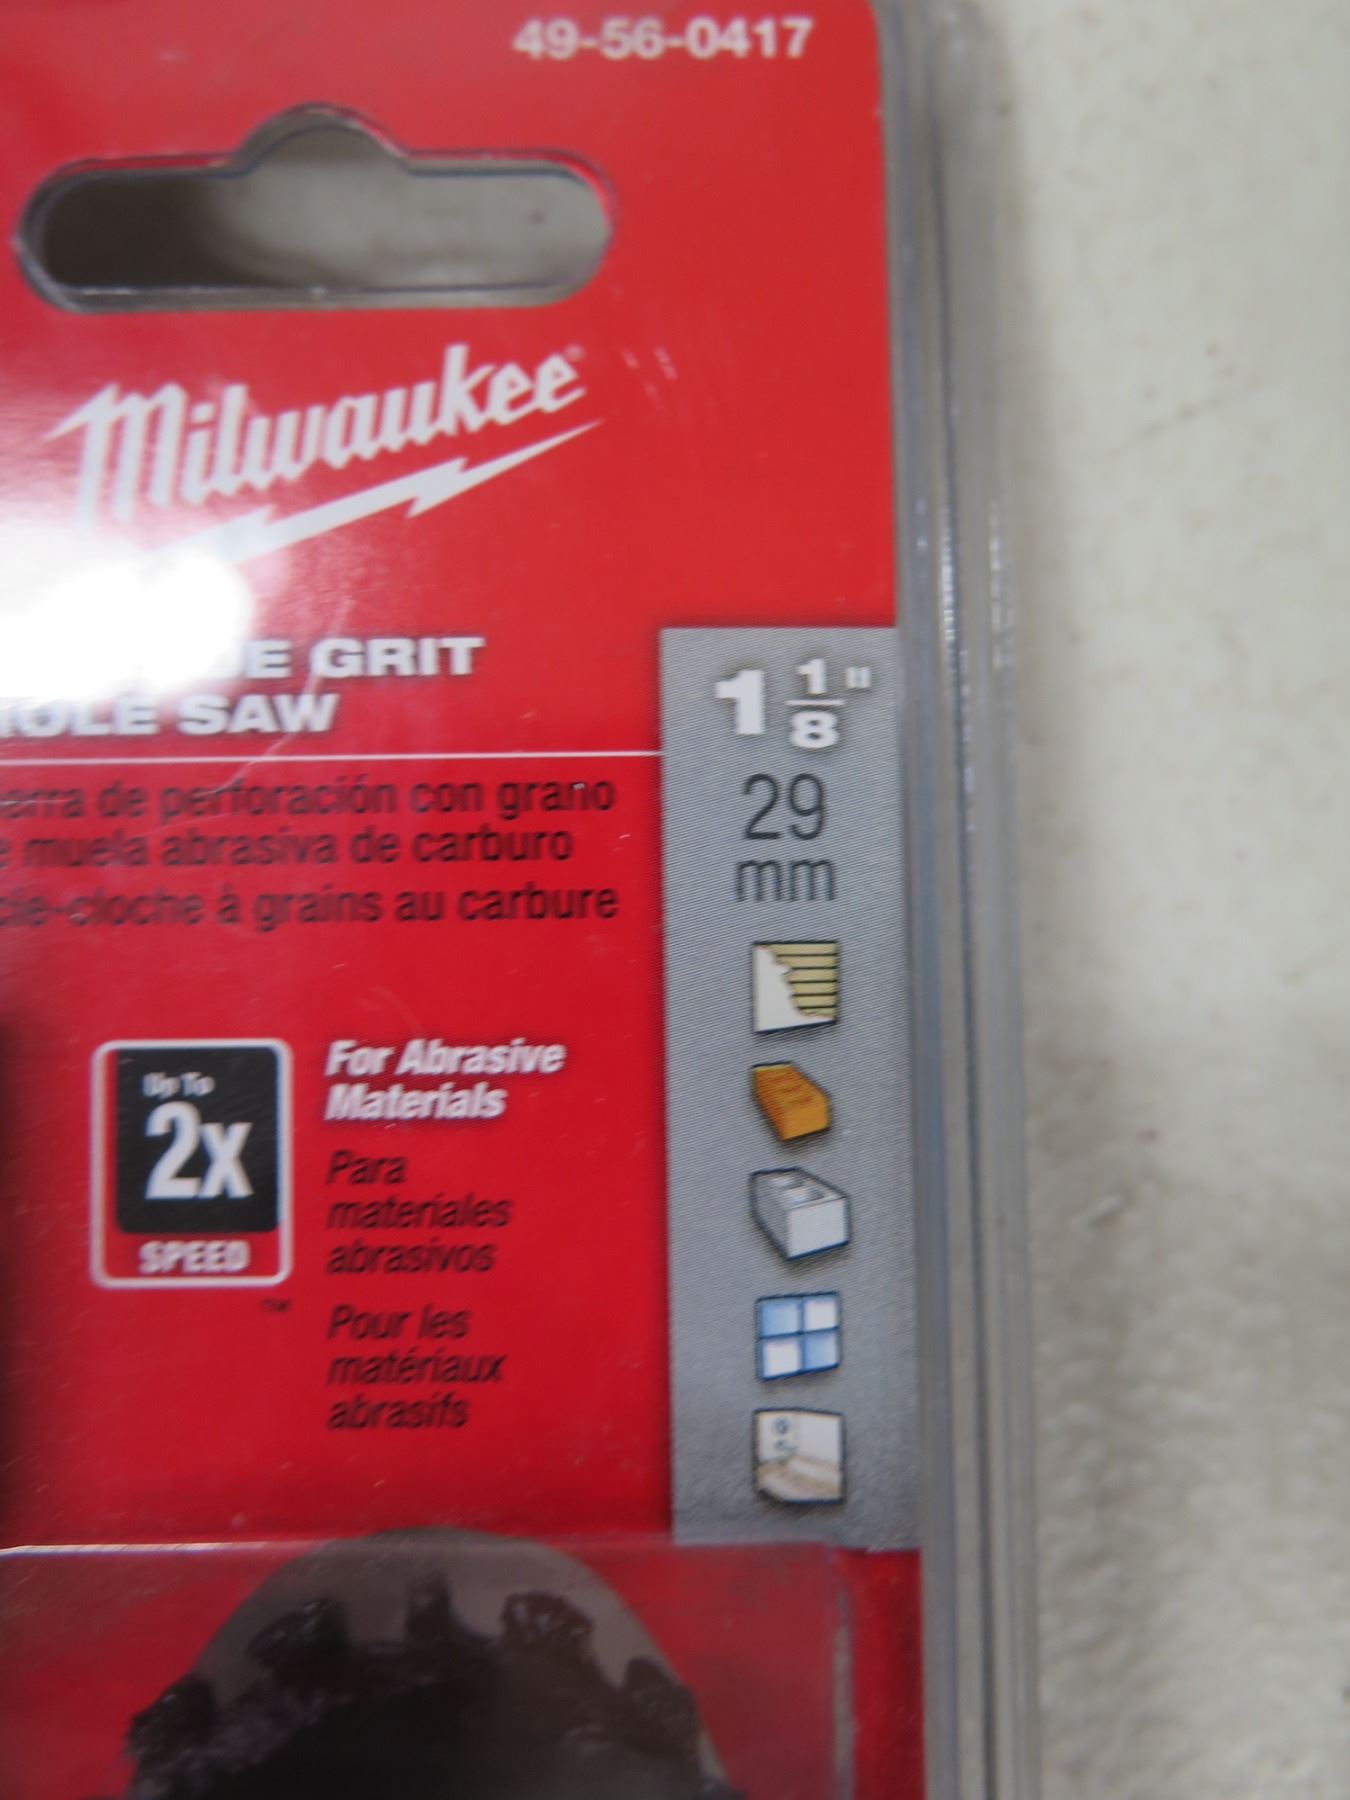 49-56-0417
Milwaukee®
GRIT
HOLE SAW
1 1/8"
29
mm
erra de perforación con grano
e muela abrasiva de carburo
cie-cloche à grains au carbure
Up To
2x
SPEED
™
For Abrasive
Materials
Para
materiales
abrasivos
Pour les
matériaux
abrasifs